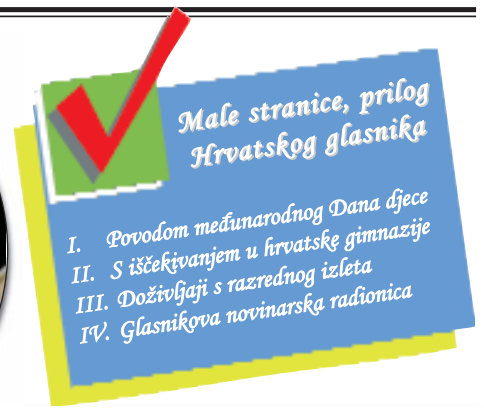 Male stranice, prilog
Hrvatskog glasnika
I. Povodom međunarodnog Dana djece
II. S iščekivanjem u hrvatske gimnazije
III. Doživljaji s razrednog izleta
IV. Glasnikova novinarska radionica